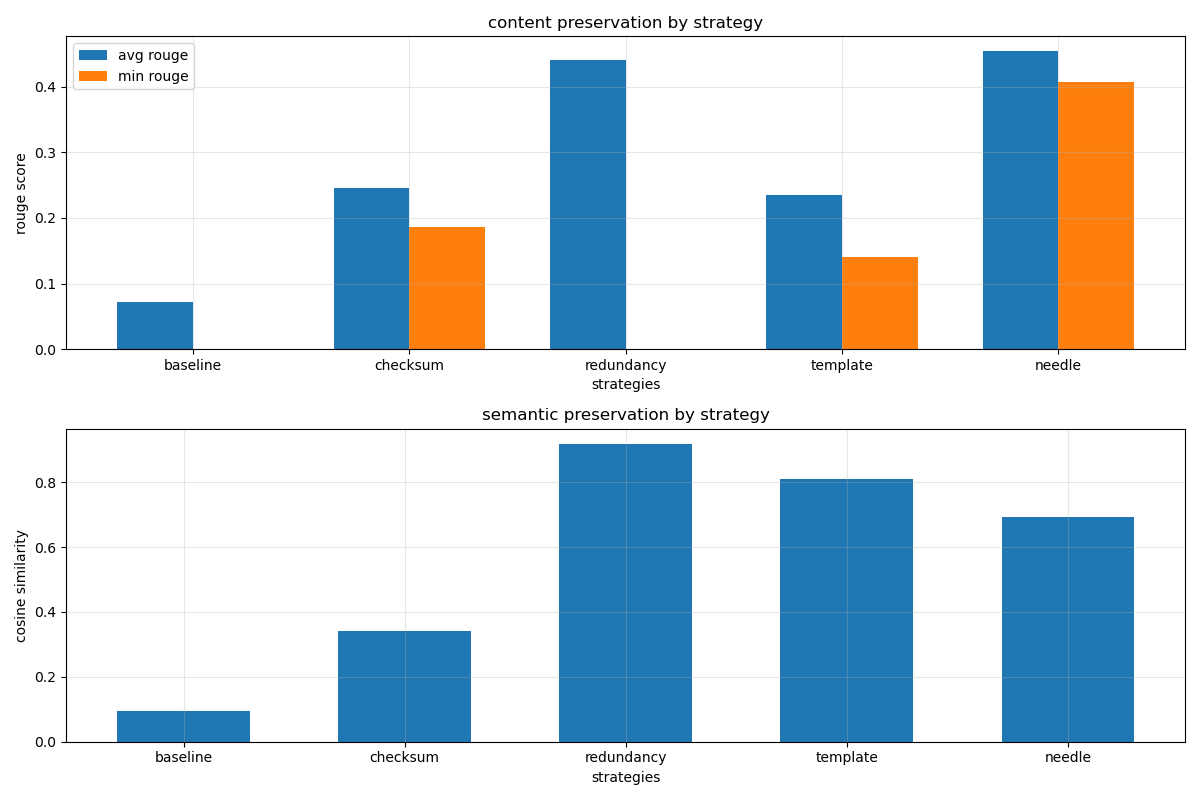 content preservation by strategy
avg rouge
min rouge
rouge score
0.4
0.3
0.2
0.1
0.0
baseline checksum redundancy template needle
strategies
semantic preservation by strategy
cosine similarity
0.8
0.6
0.4
0.2
0.0
baseline checksum redundancy template needle
strategies